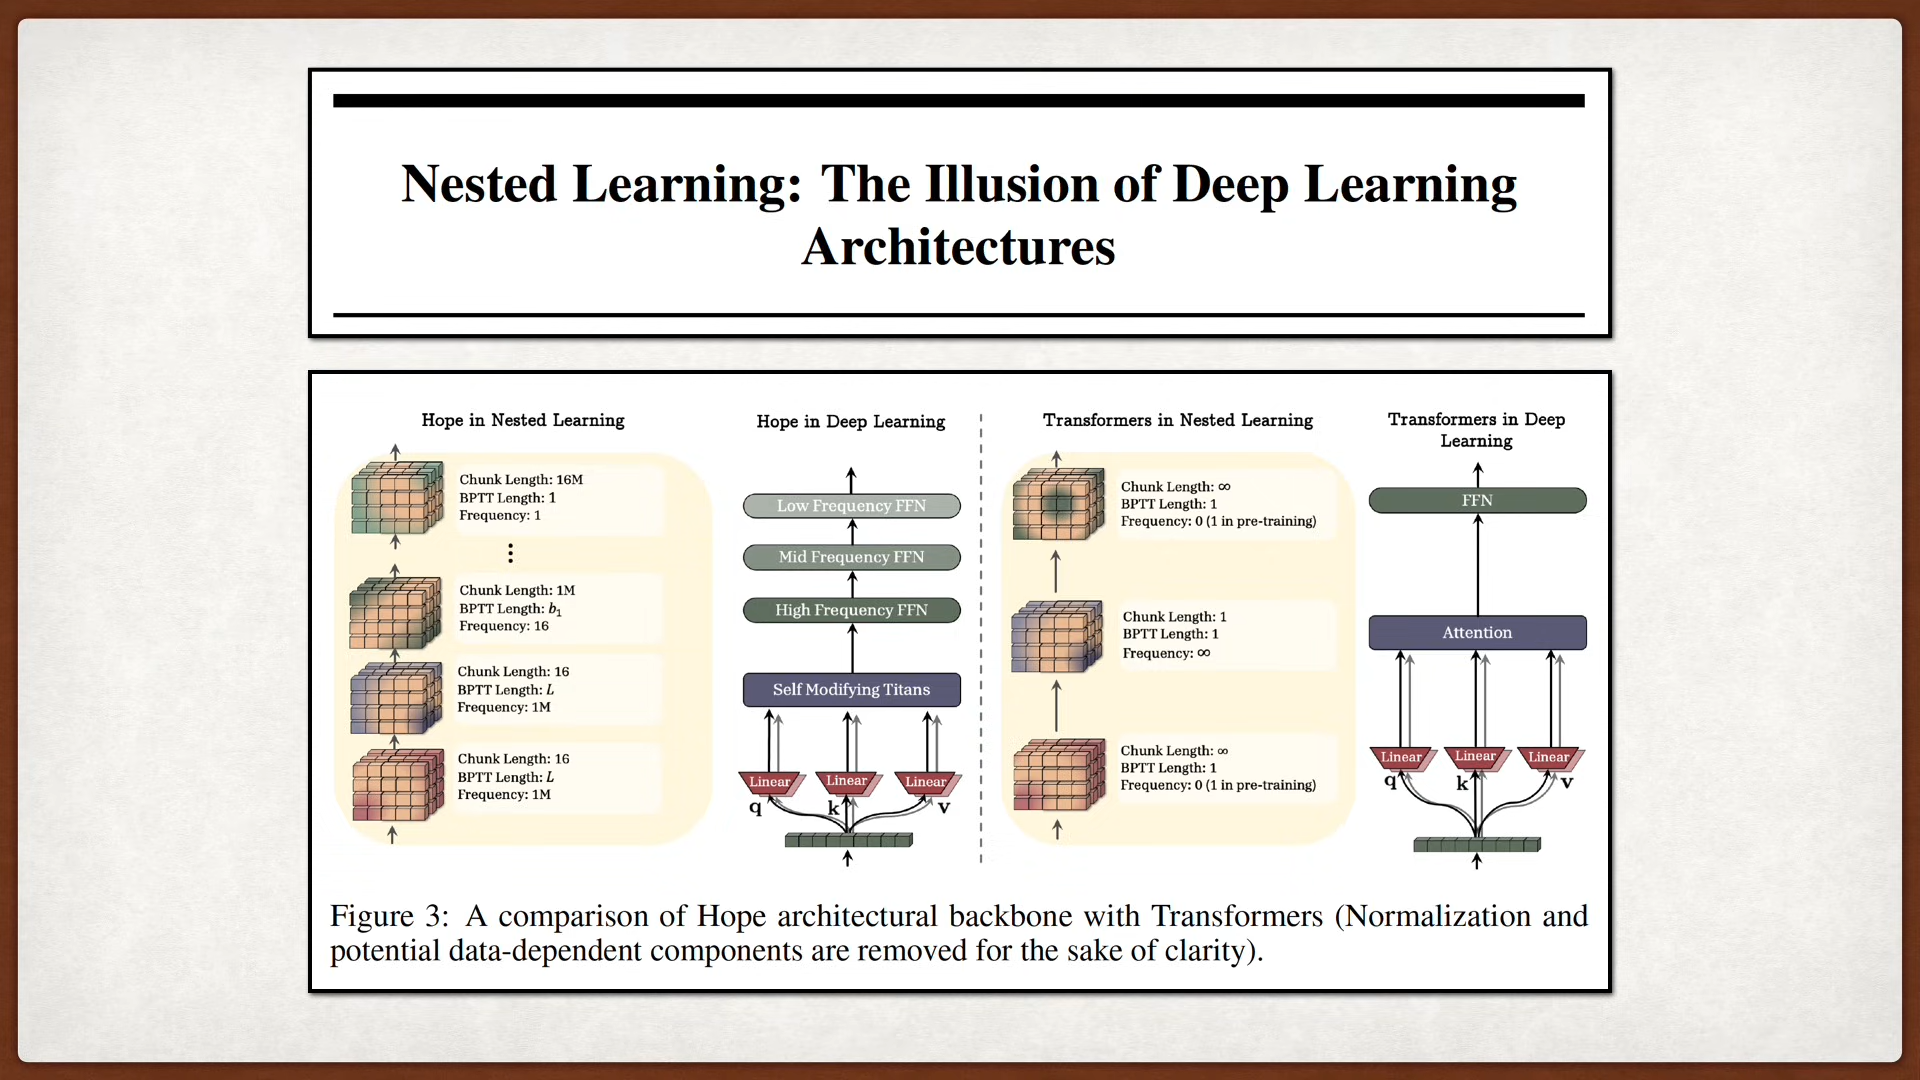 Nested Learning: The Illusion of Deep Learning
Architectures
Hope in Nested Learning
Chunk Length: 16M
BPTT Length: 1
Frequency: 1
⋮
Chunk Length: 1M
BPTT Length: b₁
Frequency: 16
Chunk Length: 16
BPTT Length: L
Frequency: 1M
Chunk Length: 16
BPTT Length: L
Frequency: 1M
Hope in Deep Learning
Low Frequency FFN
Mid Frequency FFN
High Frequency FFN
Self Modifying Titans
Linear Linear Linear
q k v
Transformers in Nested Learning
Chunk Length: ∞
BPTT Length: 1
Frequency: 0 (1 in pre-training)
Chunk Length: 1
BPTT Length: 1
Frequency: ∞
Chunk Length: ∞
BPTT Length: 1
Frequency: 0 (1 in pre-training)
Transformers in Deep
Learning
FFN
Attention
Linear Linear Linear
q k v
Figure 3: A comparison of Hope architectural backbone with Transformers (Normalization and
potential data-dependent components are removed for the sake of clarity).